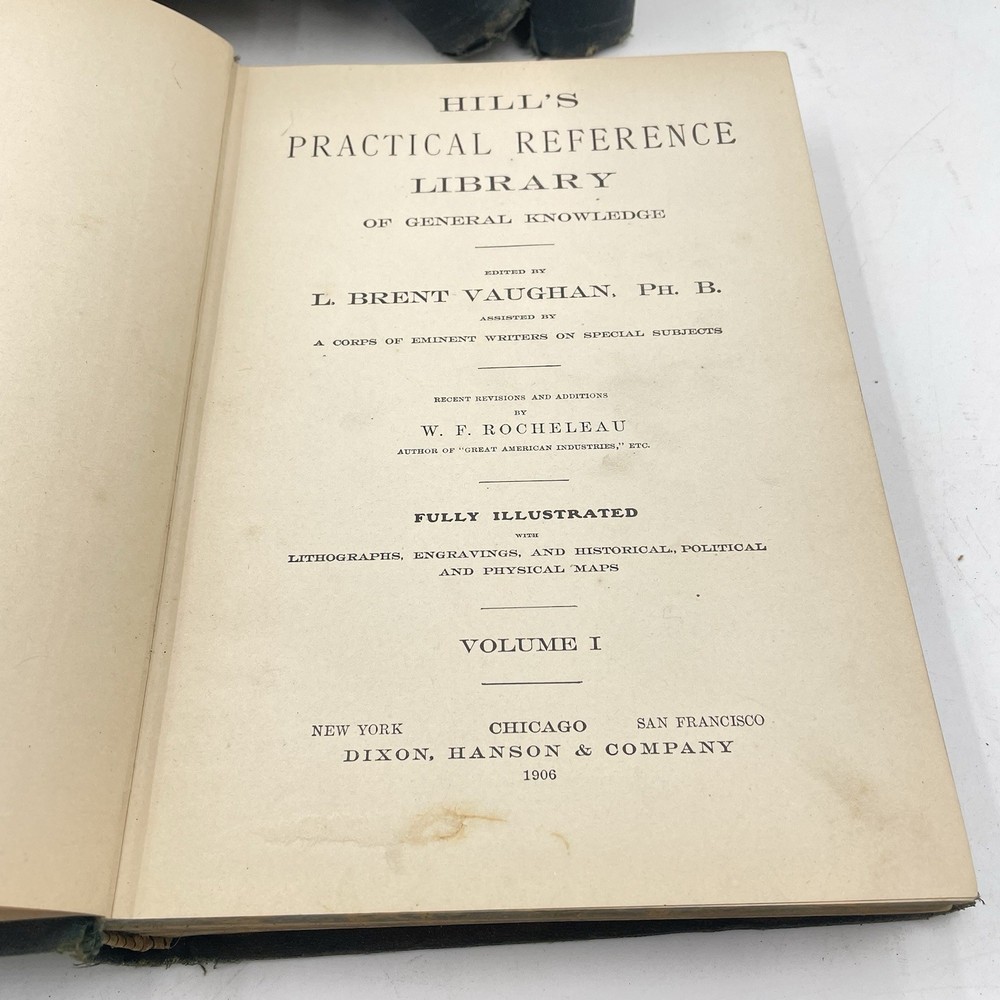 HILL'S
PRACTICAL REFERENCE
LIBRARY
OF GENERAL KNOWLEDGE
EDITED BY
L. BRENT VAUGHAN, PH. B.
ASSISTED BY
A CORPS OF EMINENT WRITERS ON SPECIAL SUBJECTS
RECENT REVISIONS AND ADDITIONS
BY
W. F. ROCHELEAU
AUTHOR OF "GREAT AMERICAN INDUSTRIES," ETC.
FULLY ILLUSTRATED
WITH
LITHOGRAPHS, ENGRAVINGS, AND HISTORICAL, POLITICAL
AND PHYSICAL MAPS
VOLUME I
NEW YORK CHICAGO SAN FRANCISCO
DIXON, HANSON & COMPANY
1906